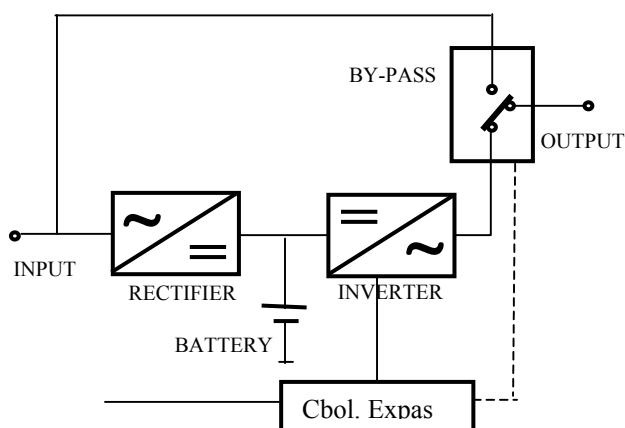 BY-PASS
OUTPUT
INPUT
RECTIFIER
INVERTER
BATTERY
Cbol. Expas